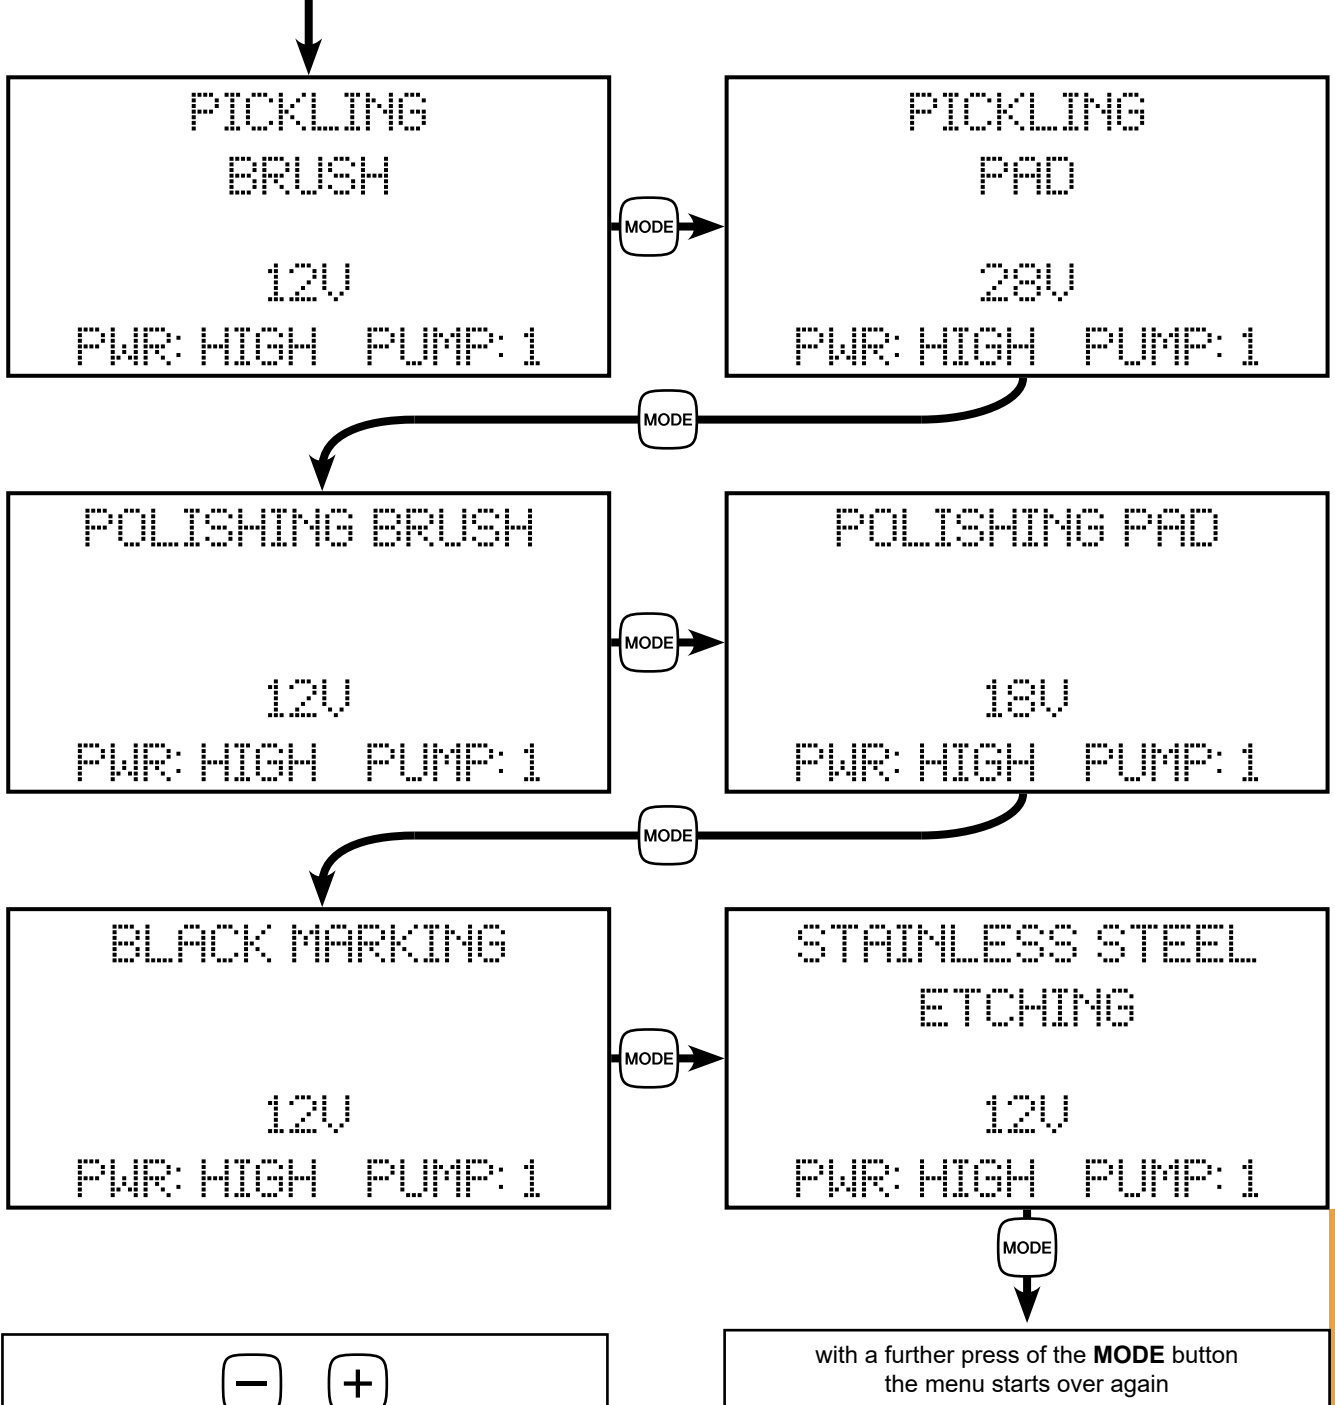 PICKLING
BRUSH
12V
PWR: HIGH PUMP: 1
MODE
PICKLING
PAD
28V
PWR: HIGH PUMP: 1
MODE
POLISHING BRUSH
12V
PWR: HIGH PUMP: 1
MODE
POLISHING PAD
18V
PWR: HIGH PUMP: 1
MODE
BLACK MARKING
12V
PWR: HIGH PUMP: 1
MODE
STAINLESS STEEL
ETCHING
12V
PWR: HIGH PUMP: 1
MODE
− +
with a further press of the MODE button
the menu starts over again